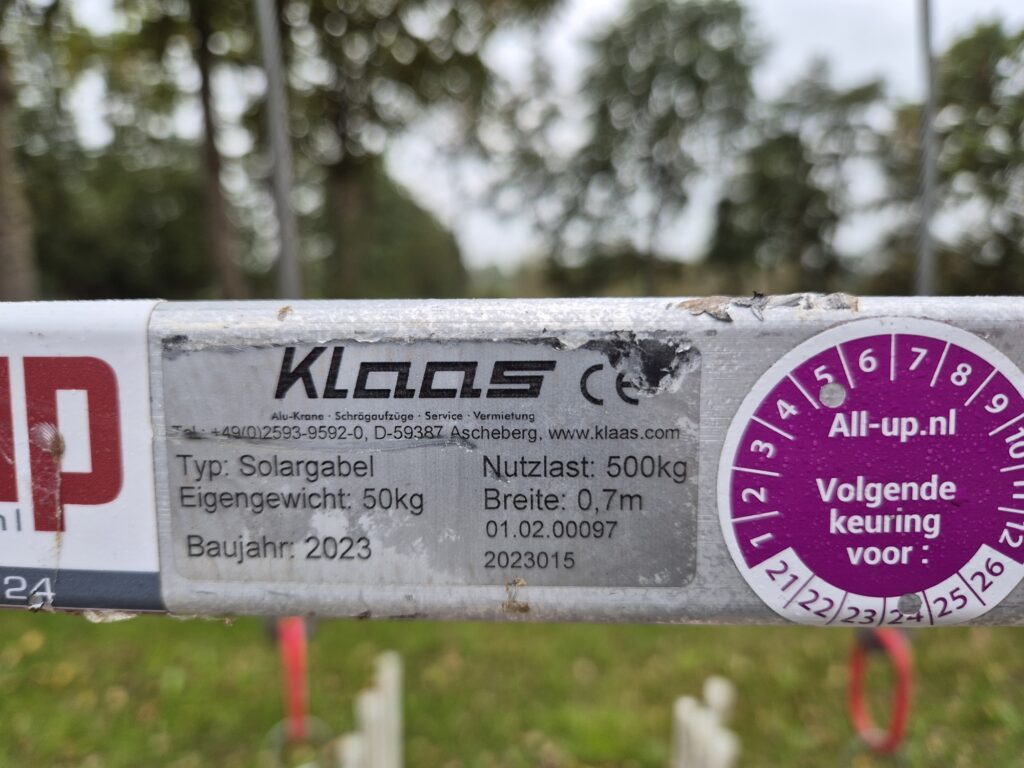 Klaas CE
Alu-Krane · Schrägaufzüge · Service · Vermietung
Tel.: +49(0)2593-9592-0, D-59387 Ascheberg, www.klaas.com
Typ: Solargabel
Nutzlast: 500kg
Eigengewicht: 50kg
Breite: 0,7m
01.02.00097
Baujahr: 2023
2023015
p
nl
24
1 2 3 4 5 6 7 8 9 10 11 12
All-up.nl
Volgende
keuring
voor :
21 22 23 24 25 26